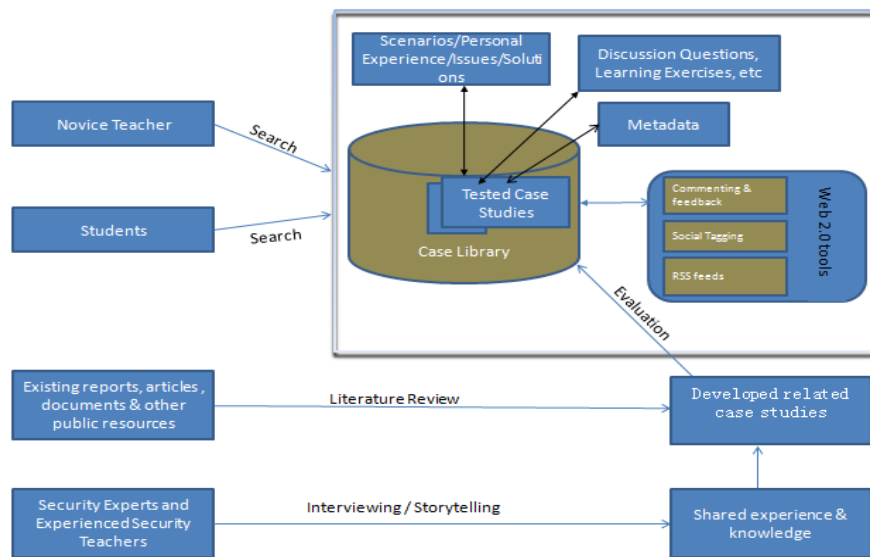 Scenarios/Personal
Experience/Issues/Soluti
ons
Discussion Questions,
Learning Exercises, etc
Metadata
Novice Teacher
Search
Students
Search
Tested Case
Studies
Case Library
Commenting &
feedback
Social Tagging
RSS feeds
Web 2.0 tools
Evaluation
Existing reports, articles ,
documents & other
public resources
Literature Review
Developed related
case studies
Security Experts and
Experienced Security
Teachers
Interviewing / Storytelling
Shared experience &
knowledge